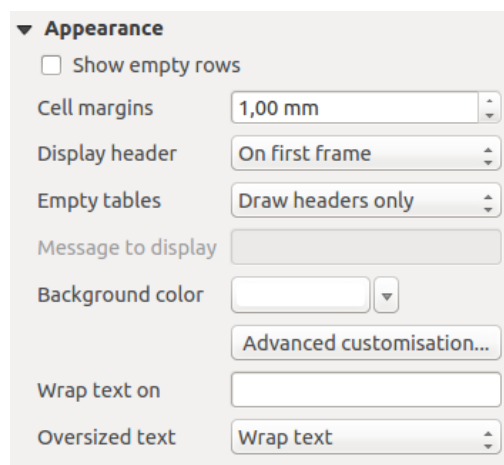 Appearance
Show empty rows
Cell margins 1,00 mm
Display header On first frame
Empty tables Draw headers only
Message to display
Background color
Advanced customisation...
Wrap text on
Oversized text Wrap text